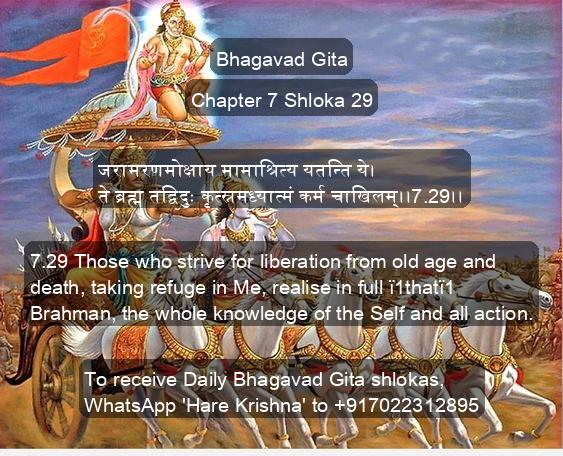 Bhagavad Gita
Chapter 7 Shloka 29
जरामरणमोक्षाय मामाश्रित्य यतन्ति ये।
ते ब्रह्म तद्विदुः कृत्स्नमध्यात्मं कर्म चाखिलम्।।7.29।।
7.29 Those who strive for liberation from old age and
death, taking refuge in Me, realise in full ï1thatï1
Brahman, the whole knowledge of the Self and all action.
To receive Daily Bhagavad Gita shlokas,
WhatsApp 'Hare Krishna' to +917022312895